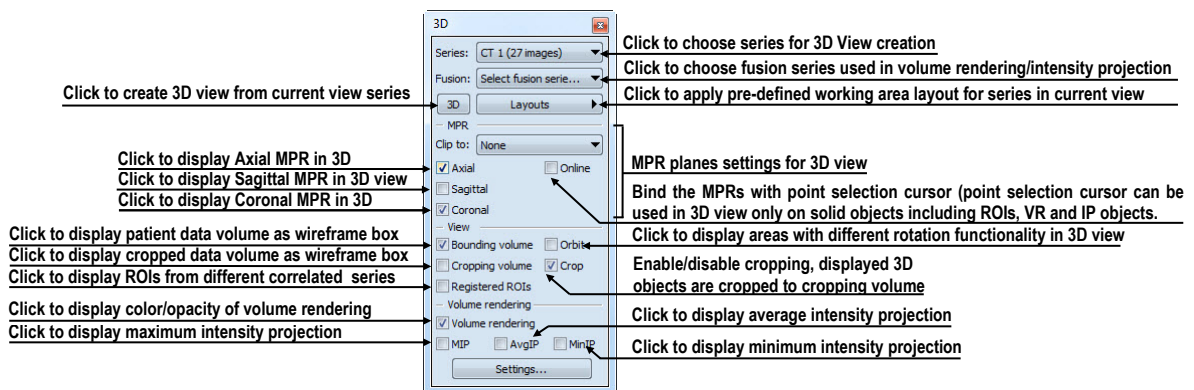 3D
Series: CT 1 (27 images)
Click to choose series for 3D View creation
Fusion: Select fusion serie...
Click to choose fusion series used in volume rendering/intensity projection
Click to create 3D view from current view series
3D Layouts
Click to apply pre-defined working area layout for series in current view
MPR
Clip to: None
Click to display Axial MPR in 3D
Axial Online
MPR planes settings for 3D view
Click to display Sagittal MPR in 3D view
Sagittal
Bind the MPRs with point selection cursor (point selection cursor can be
used in 3D view only on solid objects including ROIs, VR and IP objects.
Click to display Coronal MPR in 3D
Coronal
View
Click to display patient data volume as wireframe box
Bounding volume Orbit
Click to display areas with different rotation functionality in 3D view
Click to display cropped data volume as wireframe box
Cropping volume Crop
Enable/disable cropping, displayed 3D
objects are cropped to cropping volume
Click to display ROIs from different correlated series
Registered ROIs
Volume rendering
Click to display color/opacity of volume rendering
Volume rendering
Click to display average intensity projection
Click to display maximum intensity projection
MIP AvgIP MinIP
Click to display minimum intensity projection
Settings...